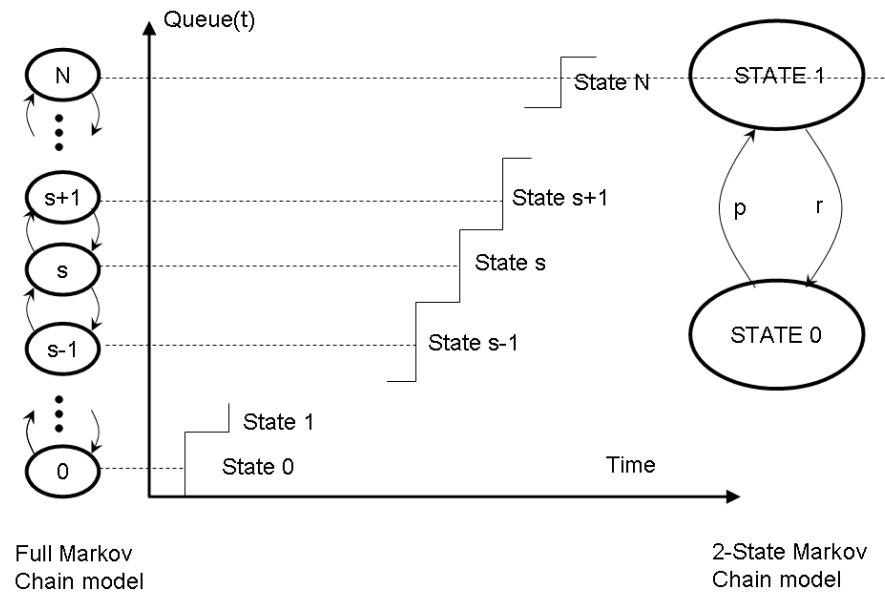 Queue(t)
N
State N
STATE 1
s+1
State s+1
p
r
s
State s
s-1
State s-1
STATE 0
State 1
0
State 0
Time
Full Markov
Chain model
2-State Markov
Chain model